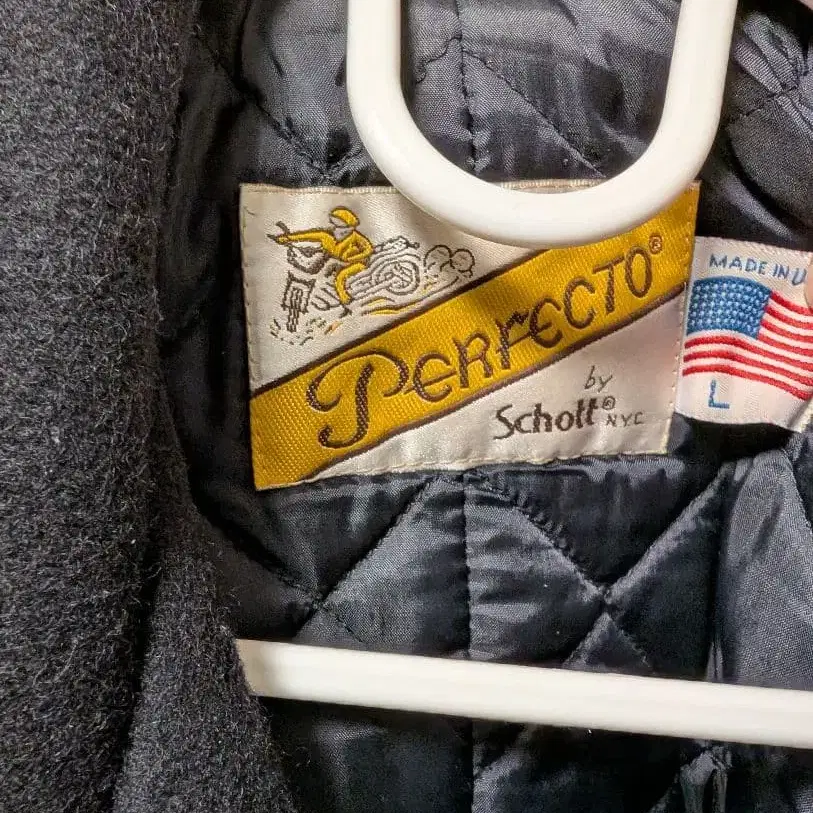 Perfecto®
by
Schott®
N.Y.C
MADE IN U
L